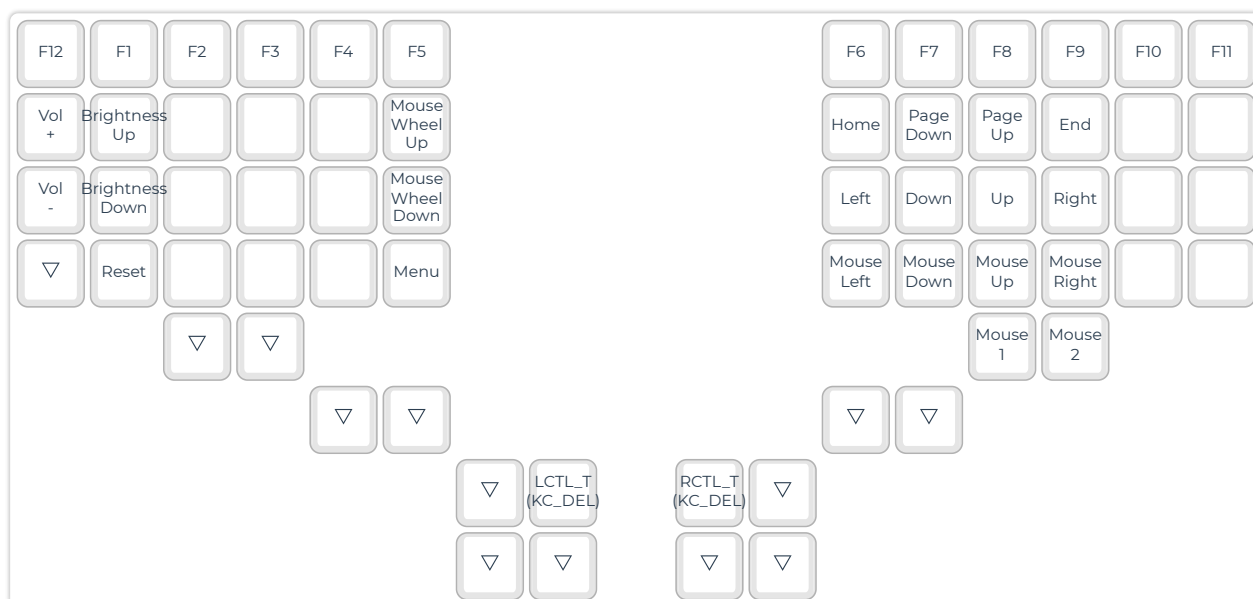 F12 F1 F2 F3 F4 F5 F6 F7 F8 F9 F10 F11
Vol
+
Brightness
Up
Mouse
Wheel
Up
Home
Page
Down
Page
Up
End
Vol
-
Brightness
Down
Mouse
Wheel
Down
Left
Down
Up
Right
▽
Reset
Menu
Mouse
Left
Mouse
Down
Mouse
Up
Mouse
Right
▽ ▽
Mouse
1
Mouse
2
▽ ▽ ▽ ▽
▽
LCTL_T
(KC_DEL)
RCTL_T
(KC_DEL)
▽
▽ ▽ ▽ ▽